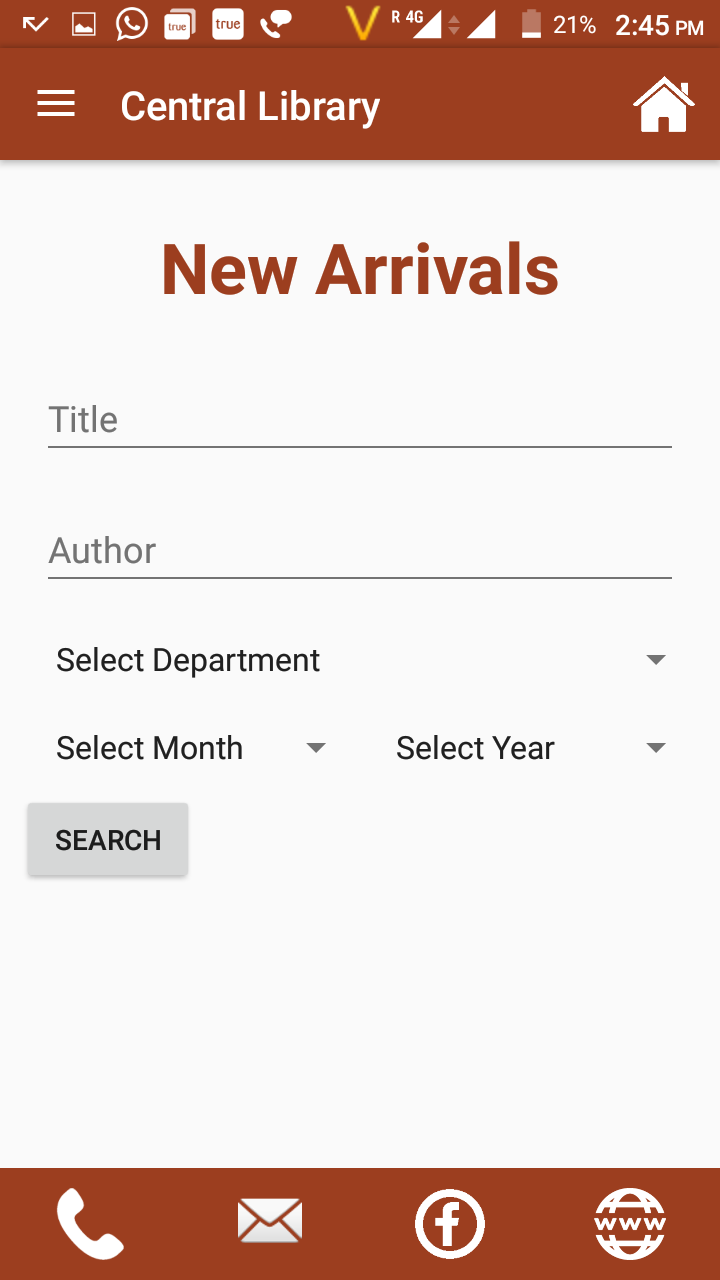 true true V R 4G 21% 2:45 PM
Central Library
New Arrivals
Title
Author
Select Department
Select Month Select Year
SEARCH
f www